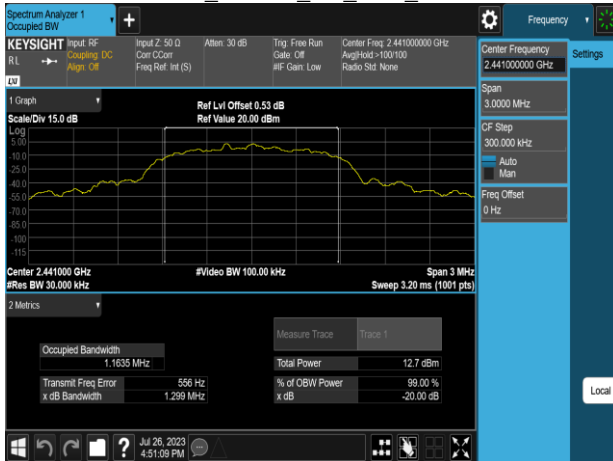 Spectrum Analyzer 1
Occupied BW
+
Frequency
KEYSIGHT Input: RF
R L
Coupling: DC
Align: Off
LXI
Input Z: 50 Ω
Corr CCorr
Freq Ref: Int (S)
Atten: 30 dB
Trig: Free Run
Gate: Off
#IF Gain: Low
Center Freq: 2.441000000 GHz
Avg|Hold:>100/100
Radio Std: None
Center Frequency
2.441000000 GHz
Settings
Span
3.0000 MHz
CF Step
300.000 kHz
Auto
Man
Freq Offset
0 Hz
Local
1 Graph
Scale/Div 15.0 dB
Ref Lvl Offset 0.53 dB
Ref Value 20.00 dBm
Log
5.00
-10.0
-25.0
-40.0
-55.0
-70.0
-85.0
-100
-115
Center 2.441000 GHz
#Res BW 30.000 kHz
#Video BW 100.00 kHz
Span 3 MHz
Sweep 3.20 ms (1001 pts)
2 Metrics
Measure Trace Trace 1
Occupied Bandwidth
1.1635 MHz
Total Power 12.7 dBm
Transmit Freq Error 556 Hz
% of OBW Power 99.00 %
x dB Bandwidth 1.299 MHz
x dB -20.00 dB
?
Jul 26, 2023
4:51:09 PM